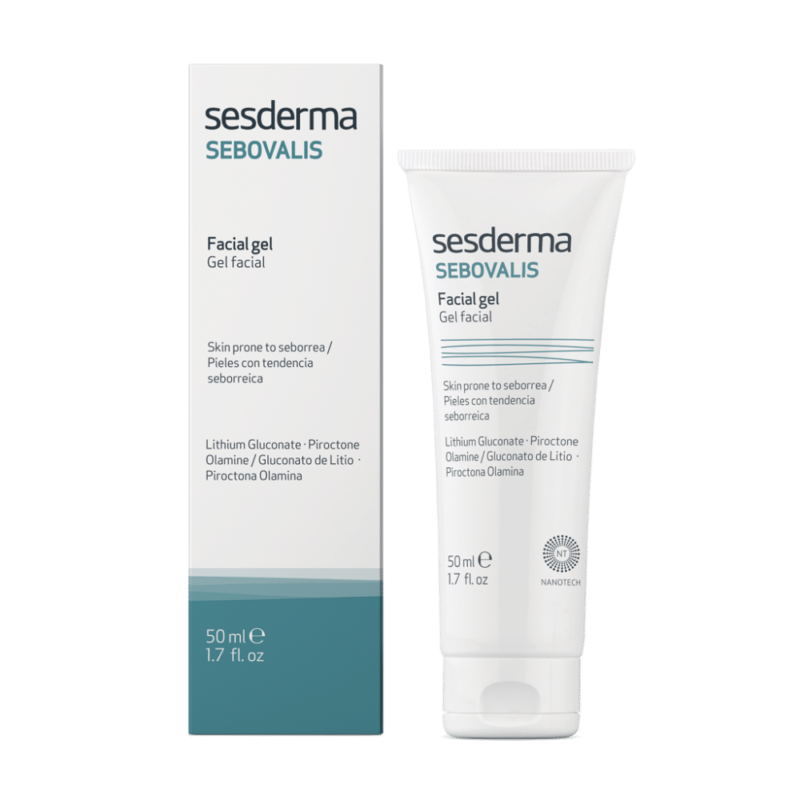 sesderma
SEBOVALIS
Facial gel
Gel facial
Skin prone to seborrea /
Pieles con tendencia
seborreica
Lithium Gluconate · Piroctone
Olamine / Gluconato de Litio ·
Piroctona Olamina
50 ml ℮
1.7 fl. oz
sesderma
SEBOVALIS
Facial gel
Gel facial
Skin prone to seborrea /
Pieles con tendencia
seborreica
Lithium Gluconate · Piroctone
Olamine / Gluconato de Litio ·
Piroctona Olamina
50 ml ℮
1.7 fl. oz
NT
NANOTECH